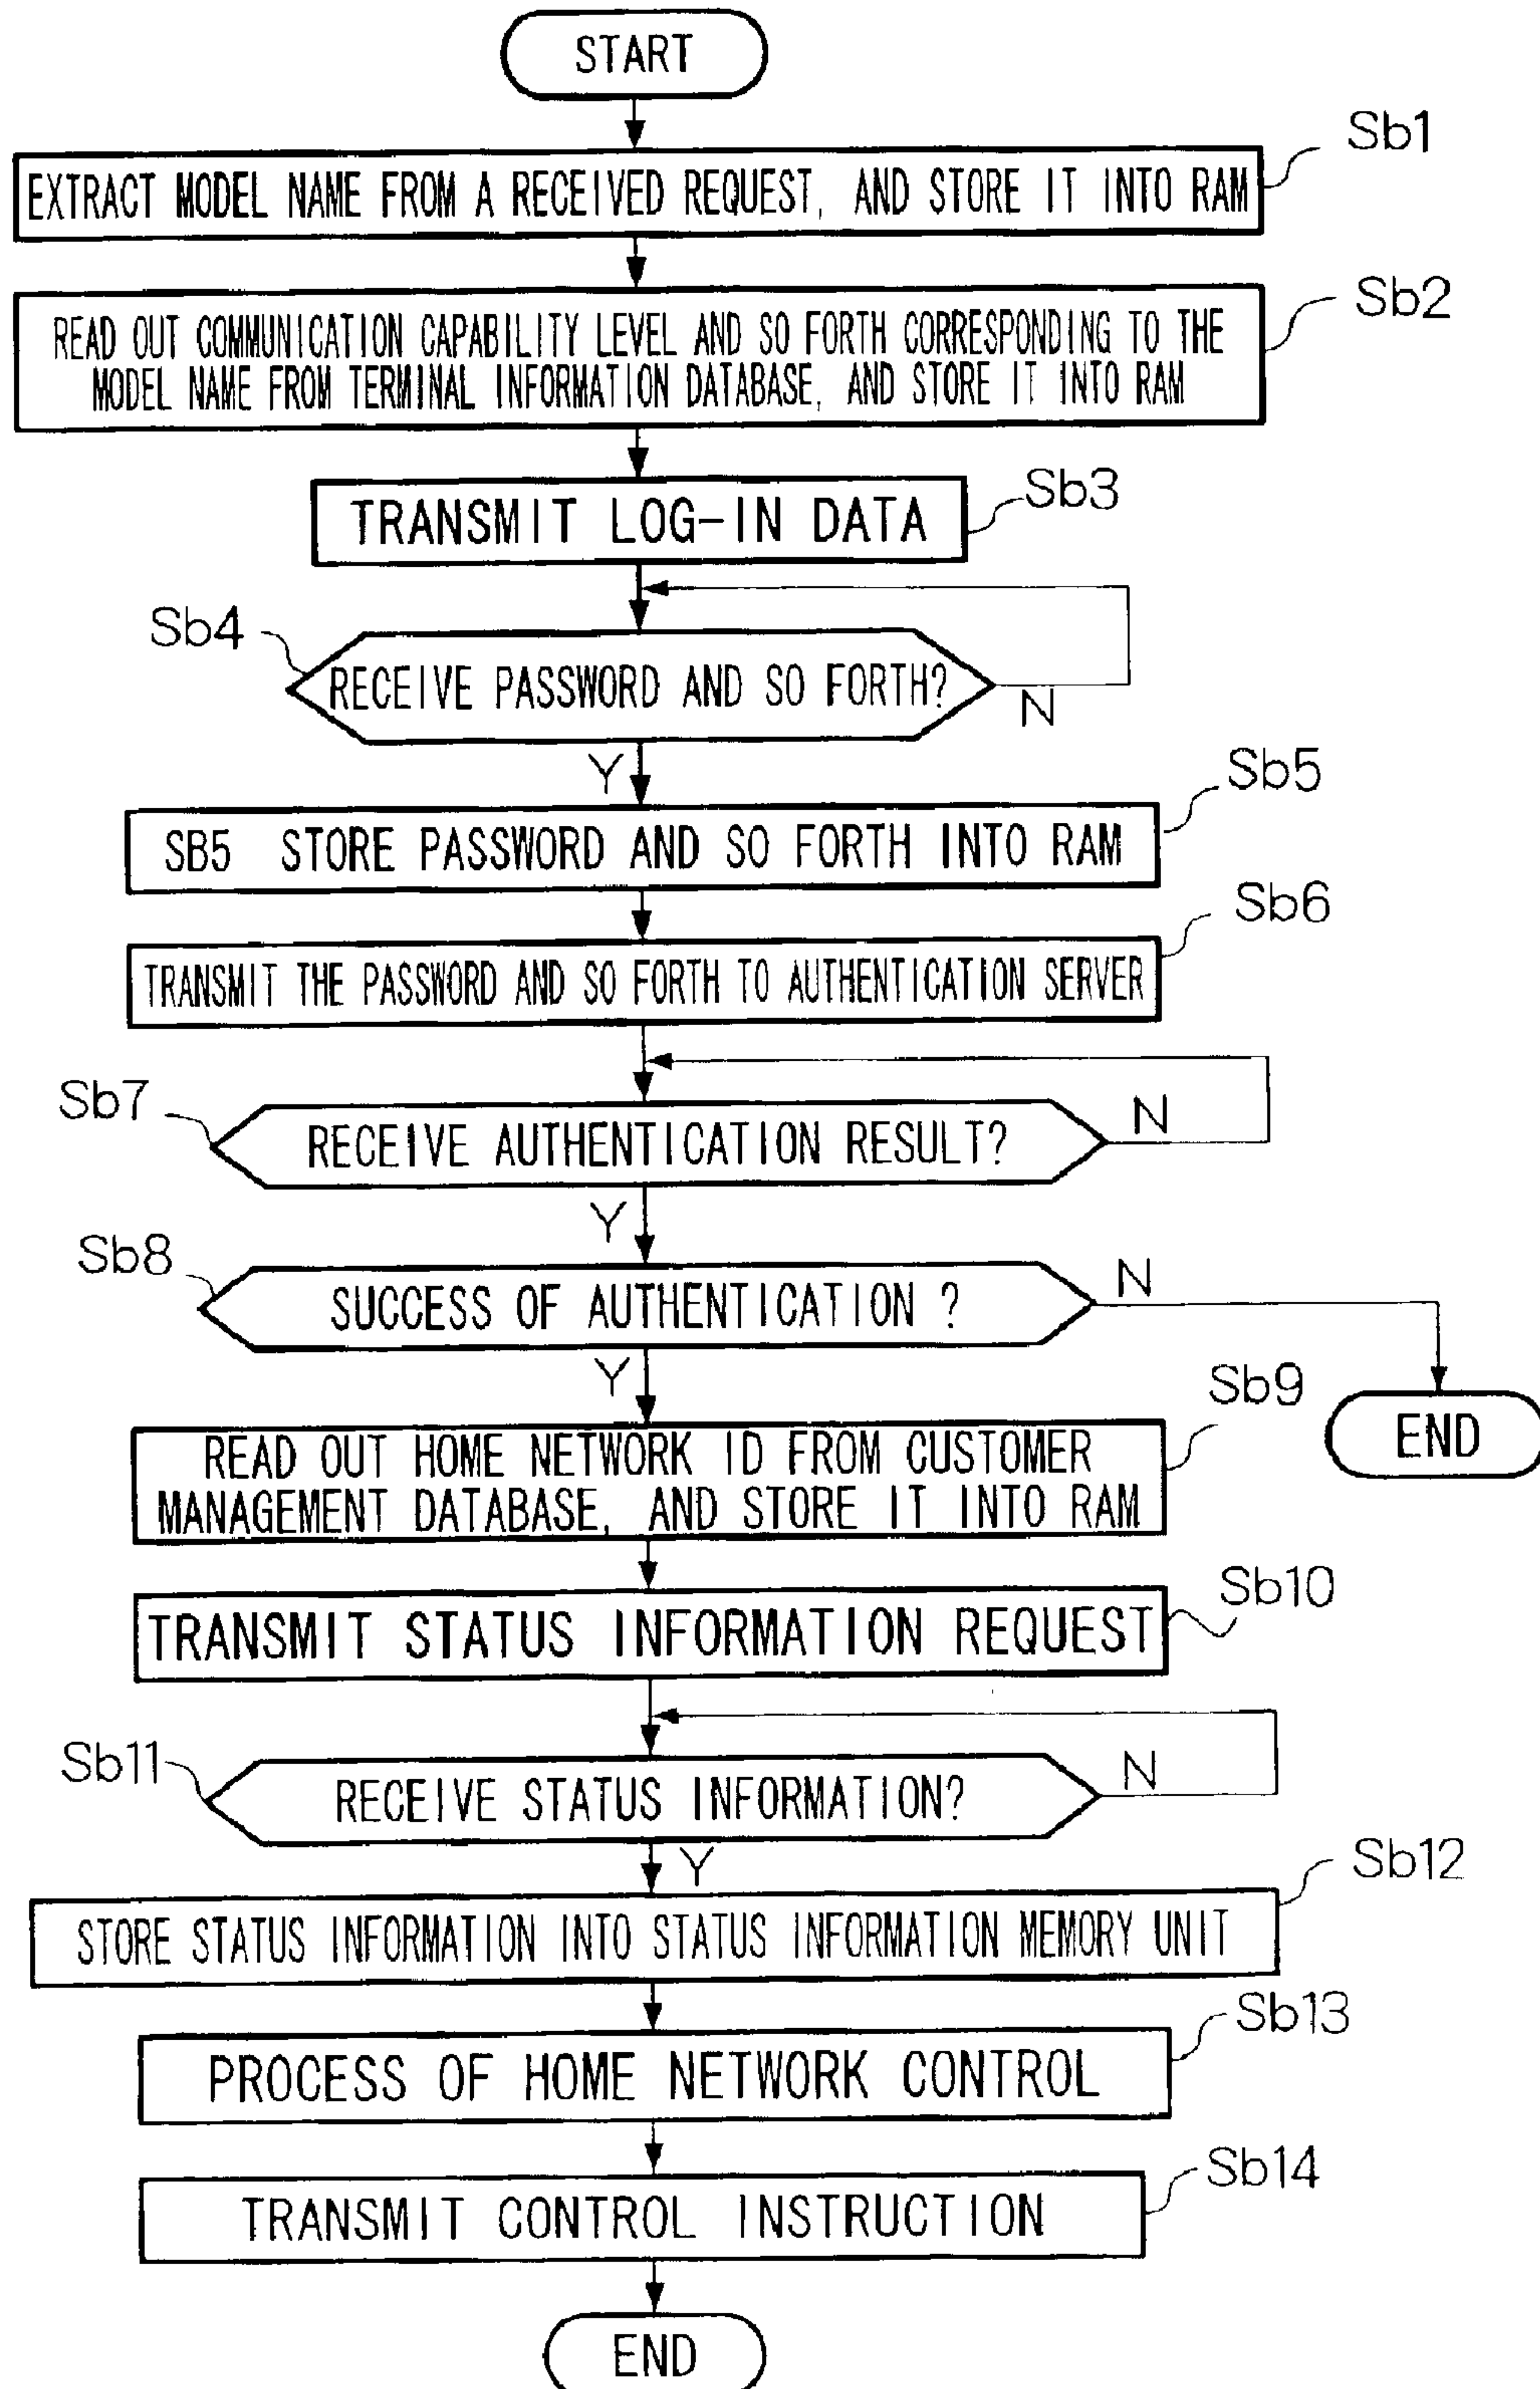 START
Sb1
EXTRACT MODEL NAME FROM A RECEIVED REQUEST, AND STORE IT INTO RAM
Sb2
READ OUT COMMUNICATION CAPABILITY LEVEL AND SO FORTH CORRESPONDING TO THE
MODEL NAME FROM TERMINAL INFORMATION DATABASE, AND STORE IT INTO RAM
Sb3
TRANSMIT LOG-IN DATA
Sb4
RECEIVE PASSWORD AND SO FORTH?
N
Y
Sb5
SB5 STORE PASSWORD AND SO FORTH INTO RAM
Sb6
TRANSMIT THE PASSWORD AND SO FORTH TO AUTHENTICATION SERVER
Sb7
RECEIVE AUTHENTICATION RESULT?
N
Y
Sb8
SUCCESS OF AUTHENTICATION ?
N
Y
END
Sb9
READ OUT HOME NETWORK ID FROM CUSTOMER
MANAGEMENT DATABASE, AND STORE IT INTO RAM
Sb10
TRANSMIT STATUS INFORMATION REQUEST
Sb11
RECEIVE STATUS INFORMATION?
N
Y
Sb12
STORE STATUS INFORMATION INTO STATUS INFORMATION MEMORY UNIT
Sb13
PROCESS OF HOME NETWORK CONTROL
Sb14
TRANSMIT CONTROL INSTRUCTION
END